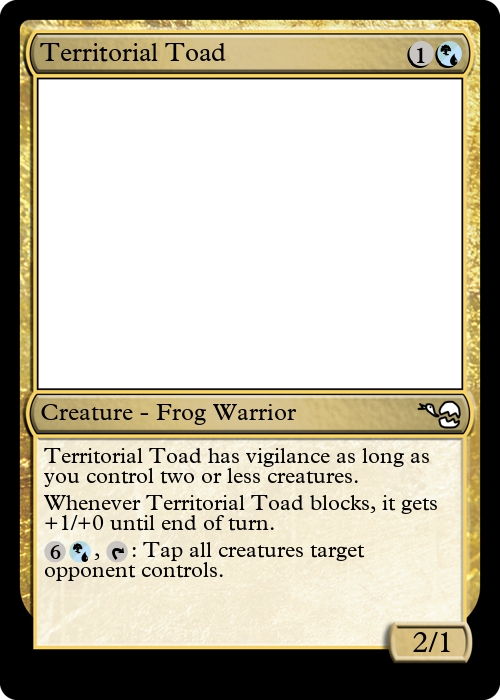 Territorial Toad 1
Creature - Frog Warrior
Territorial Toad has vigilance as long as
you control two or less creatures.
Whenever Territorial Toad blocks, it gets
+1/+0 until end of turn.
6 , : Tap all creatures target
opponent controls.
2/1